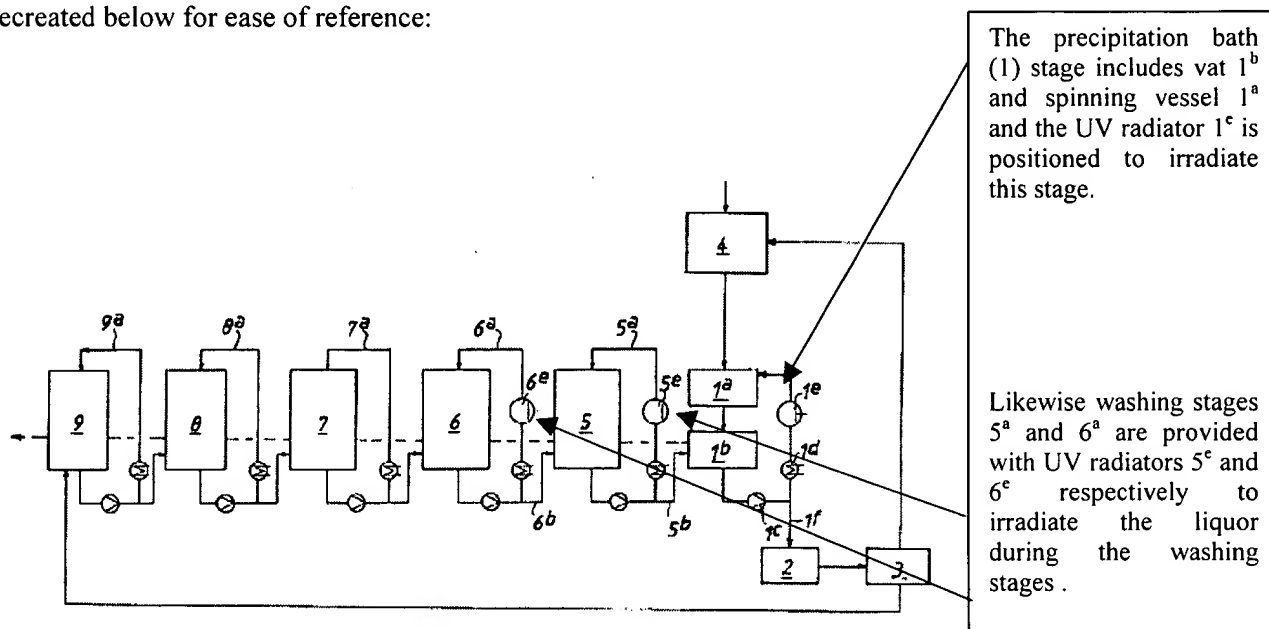 ecreated below for ease of reference:
The precipitation bath
(1) stage includes vat 1ᵇ
and spinning vessel 1ᵃ
and the UV radiator 1ᵉ is
positioned to irradiate
this stage.
4
9a
8a
7a
6a
5a
6e
5e
1e
9
8
7
6
5
1a
1b
1d
6b
5b
1c
1f
2
3
Likewise washing stages
5ᵃ and 6ᵃ are provided
with UV radiators 5ᵉ and
6ᵉ respectively to
irradiate the liquor
during the washing
stages .